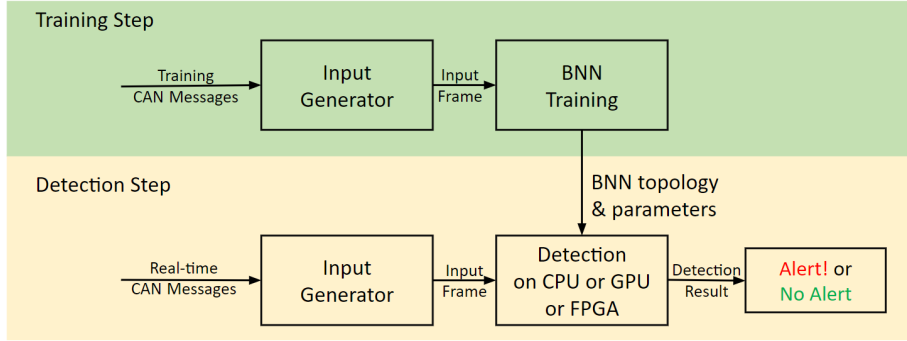 Training Step
Training
CAN Messages
Input
Generator
Input
Frame
BNN
Training
BNN topology
& parameters
Detection Step
Real-time
CAN Messages
Input
Generator
Input
Frame
Detection
on CPU or GPU
or FPGA
Detection
Result
Alert! or
No Alert